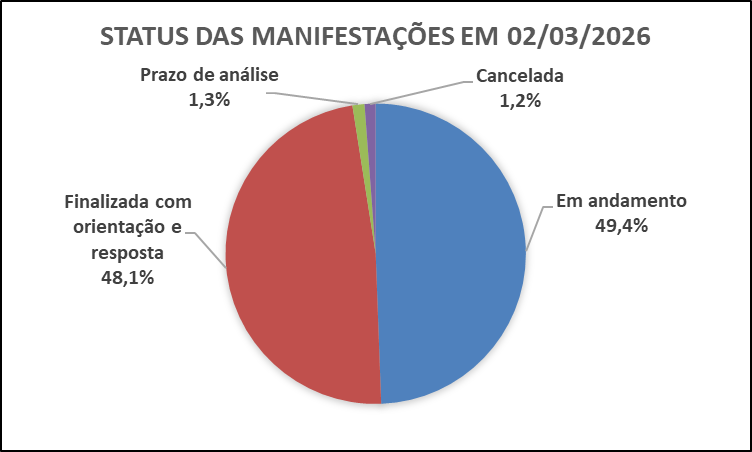 STATUS DAS MANIFESTAÇÕES EM 02/03/2026
Prazo de análise
1,3%
Cancelada
1,2%
Finalizada com
orientação e
resposta
48,1%
Em andamento
49,4%